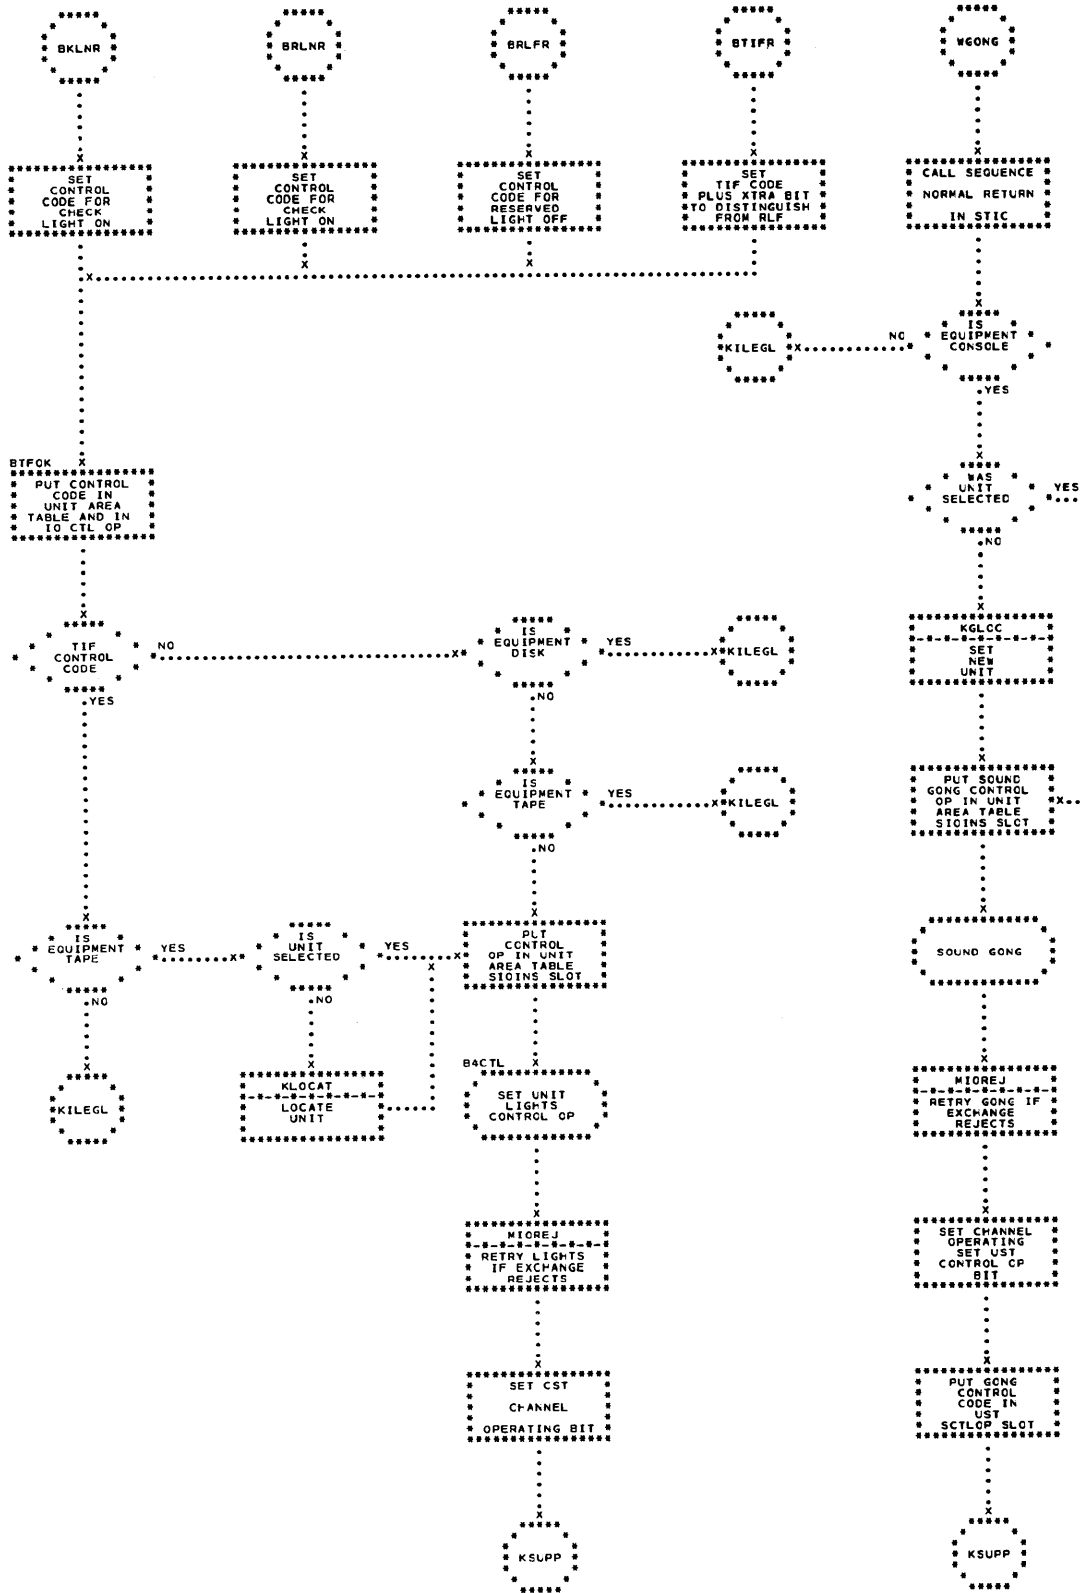 BKLNR
BRLNR
BRLFR
BTIFR
WGONG
SET
CONTROL
CODE FOR
CHECK
LIGHT ON
SET
CONTROL
CODE FOR
CHECK
LIGHT ON
SET
CONTROL
CODE FOR
RESERVED
LIGHT OFF
SET
TIF CODE
PLUS XTRA BIT
TO DISTINGUISH
FROM RLF
CALL SEQUENCE
NORMAL RETURN
IN STIC
KILEGL
NO
IS
EQUIPMENT
CONSOLE
YES
BTFOK
PUT CONTROL
CODE IN
UNIT AREA
TABLE AND IN
IO CTL OP
WAS
UNIT
SELECTED
YES
NO
TIF
CONTROL
CODE
NO
YES
IS
EQUIPMENT
DISK
YES
NO
KILEGL
KGLOC
SET
NEW
UNIT
IS
EQUIPMENT
TAPE
YES
NO
KILEGL
PUT SOUND
GONG CONTROL
OP IN UNIT
AREA TABLE
SIOINS SLOT
IS
EQUIPMENT
TAPE
YES
NO
IS
UNIT
SELECTED
YES
NO
PUT
CONTROL
OP IN UNIT
AREA TABLE
SIOINS SLOT
SOUND GONG
KILEGL
KLOCAT
LOCATE
UNIT
B4CTL
SET UNIT
LIGHTS
CONTROL OP
MIOREJ
RETRY GONG IF
EXCHANGE
REJECTS
MIOREJ
RETRY LIGHTS
IF EXCHANGE
REJECTS
SET CHANNEL
OPERATING
SET UST
CONTROL OP
BIT
SET CST
CHANNEL
OPERATING BIT
PUT GONG
CONTROL
CODE IN
UST
SCTLOP SLOT
KSUPP
KSUPP